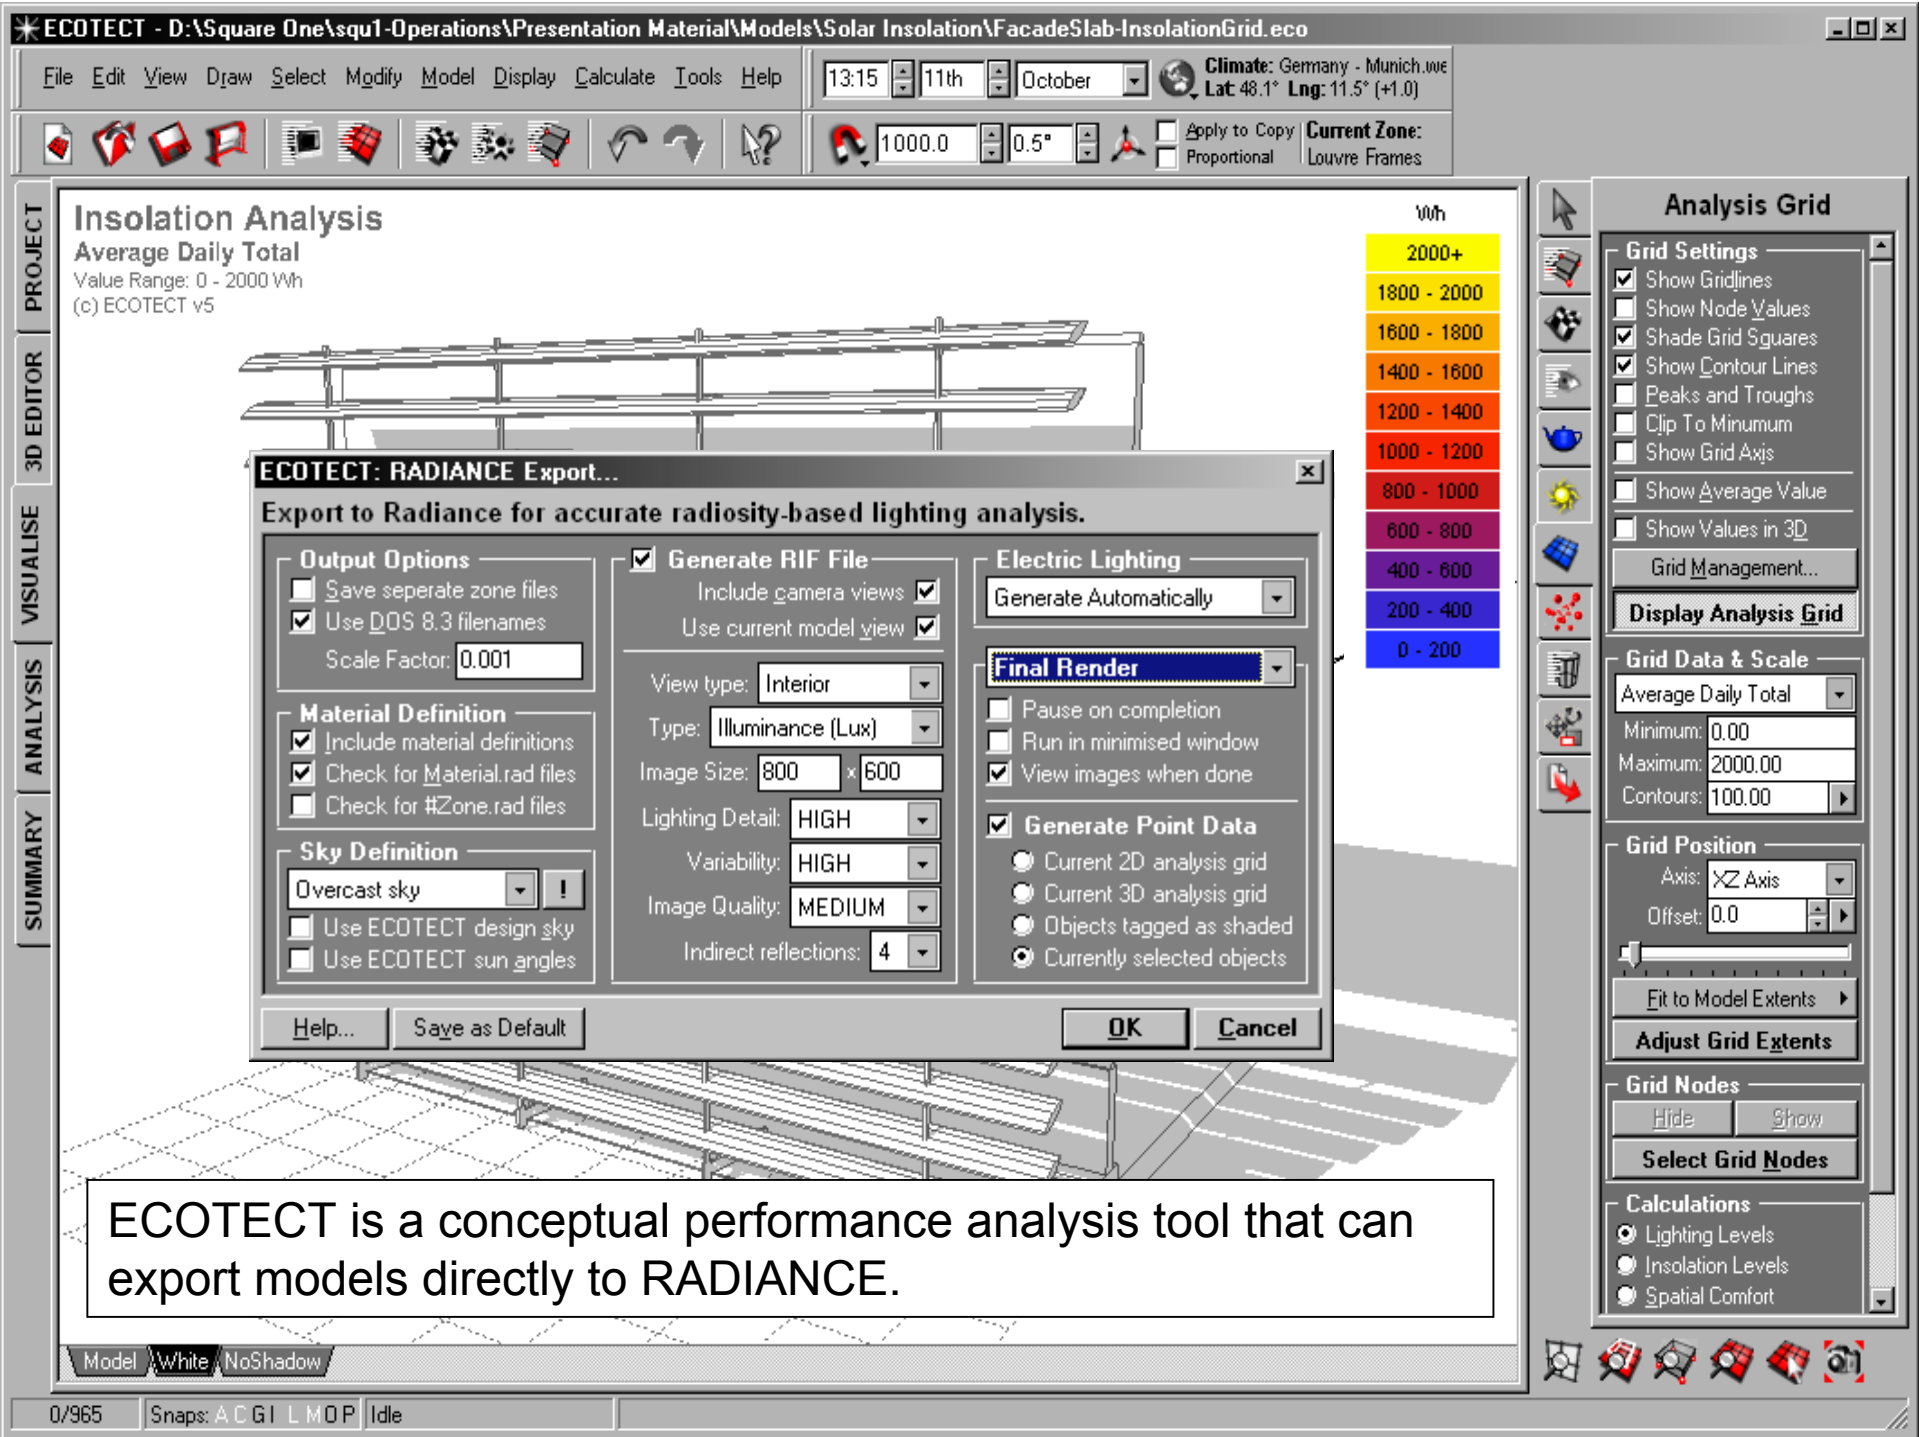 ECOTECT - D:\Square One\squ1-Operations\Presentation Material\Models\Solar Insolation\FacadeSlab-InsolationGrid.eco
File Edit View Draw Select Modify Model Display Calculate Tools Help
13:15 11th October
Climate: Germany - Munich.we
Lat: 48.1° Lng: 11.5° (+1.0)
1000.0 0.5°
Apply to Copy
Proportional
Current Zone:
Louvre Frames
PROJECT
3D EDITOR
VISUALISE
ANALYSIS
SUMMARY
Insolation Analysis
Average Daily Total
Value Range: 0 - 2000 Wh
(c) ECOTECT v5
Wh
2000+
1800 - 2000
1600 - 1800
1400 - 1600
1200 - 1400
1000 - 1200
800 - 1000
600 - 800
400 - 600
200 - 400
0 - 200
ECOTECT: RADIANCE Export...
Export to Radiance for accurate radiosity-based lighting analysis.
Output Options
Save seperate zone files
Use DOS 8.3 filenames
Scale Factor: 0.001
Material Definition
Include material definitions
Check for Material.rad files
Check for #Zone.rad files
Sky Definition
Overcast sky !
Use ECOTECT design sky
Use ECOTECT sun angles
Generate RIF File
Include camera views
Use current model view
View type: Interior
Type: Illuminance (Lux)
Image Size: 800 x 600
Lighting Detail: HIGH
Variability: HIGH
Image Quality: MEDIUM
Indirect reflections: 4
Electric Lighting
Generate Automatically
Final Render
Pause on completion
Run in minimised window
View images when done
Generate Point Data
Current 2D analysis grid
Current 3D analysis grid
Objects tagged as shaded
Currently selected objects
Help... Save as Default OK Cancel
ECOTECT is a conceptual performance analysis tool that can
export models directly to RADIANCE.
Analysis Grid
Grid Settings
Show Gridlines
Show Node Values
Shade Grid Squares
Show Contour Lines
Peaks and Troughs
Clip To Minumum
Show Grid Axis
Show Average Value
Show Values in 3D
Grid Management...
Display Analysis Grid
Grid Data & Scale
Average Daily Total
Minimum: 0.00
Maximum: 2000.00
Contours: 100.00
Grid Position
Axis: XZ Axis
Offset: 0.0
Fit to Model Extents
Adjust Grid Extents
Grid Nodes
Hide Show
Select Grid Nodes
Calculations
Lighting Levels
Insolation Levels
Spatial Comfort
Model White NoShadow
0/965 Snaps: A C G I L M O P Idle